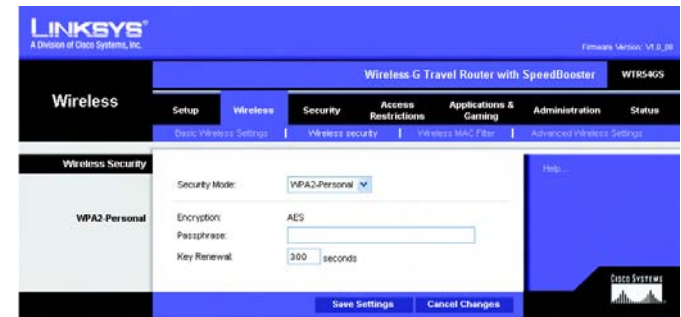 LINKSYS®
A Division of Cisco Systems, Inc.
Firmware Version: V1.0_00
Wireless-G Travel Router with SpeedBooster WTR54GS
Wireless
Setup Wireless Security Access Restrictions Applications & Gaming Administration Status
Basic Wireless Settings | Wireless security | Wireless MAC Filter | Advanced Wireless Settings
Wireless Security
Security Mode: WPA2-Personal
Help...
WPA2-Personal
Encryption: AES
Passphrase:
Key Renewal: 300 seconds
CISCO SYSTEMS
Save Settings Cancel Changes